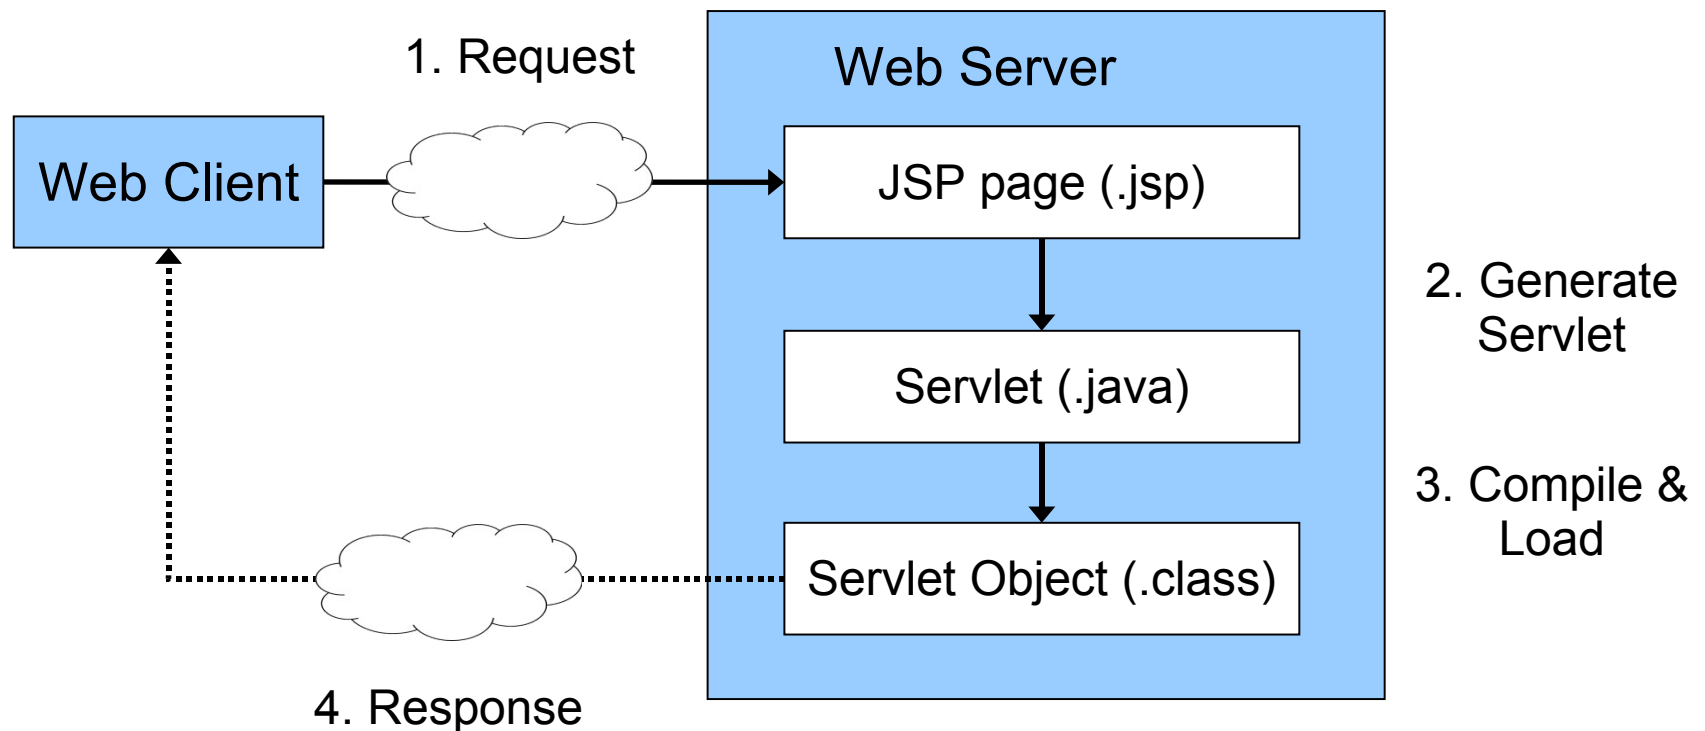 1. Request
Web Server
Web Client
JSP page (.jsp)
2. Generate
Servlet
Servlet (.java)
3. Compile &
Load
Servlet Object (.class)
4. Response